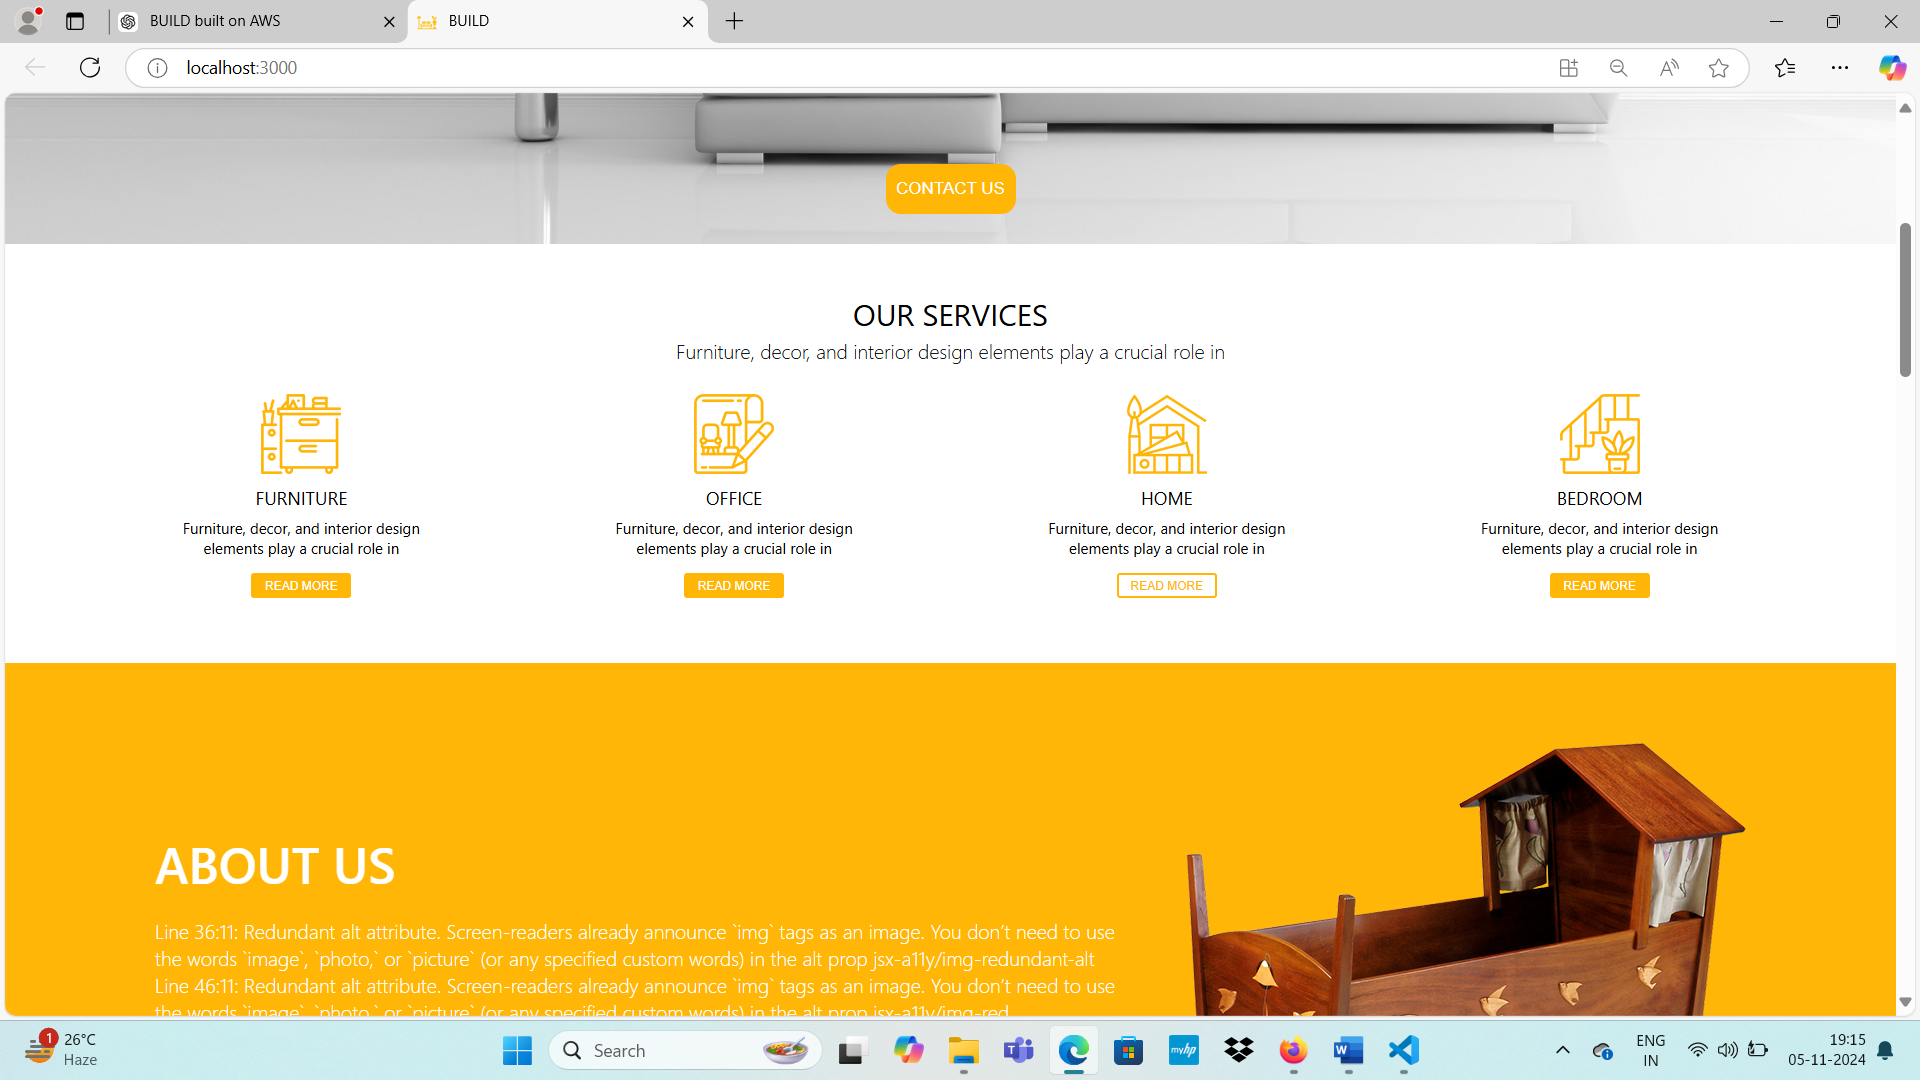 BUILD built on AWS
BUILD
localhost:3000
CONTACT US
OUR SERVICES
Furniture, decor, and interior design elements play a crucial role in
FURNITURE
Furniture, decor, and interior design
elements play a crucial role in
READ MORE
OFFICE
Furniture, decor, and interior design
elements play a crucial role in
READ MORE
HOME
Furniture, decor, and interior design
elements play a crucial role in
READ MORE
BEDROOM
Furniture, decor, and interior design
elements play a crucial role in
READ MORE
ABOUT US
Line 36:11: Redundant alt attribute. Screen-readers already announce `img` tags as an image. You don’t need to use
the words `image`, `photo,` or `picture` (or any specified custom words) in the alt prop jsx-a11y/img-redundant-alt
Line 46:11: Redundant alt attribute. Screen-readers already announce `img` tags as an image. You don’t need to use
the words `image`, `photo,` or `picture` (or any specified custom words) in the alt prop jsx-a11y/img-red
1
26°C
Haze
Search
myhp
ENG
IN
19:15
05-11-2024